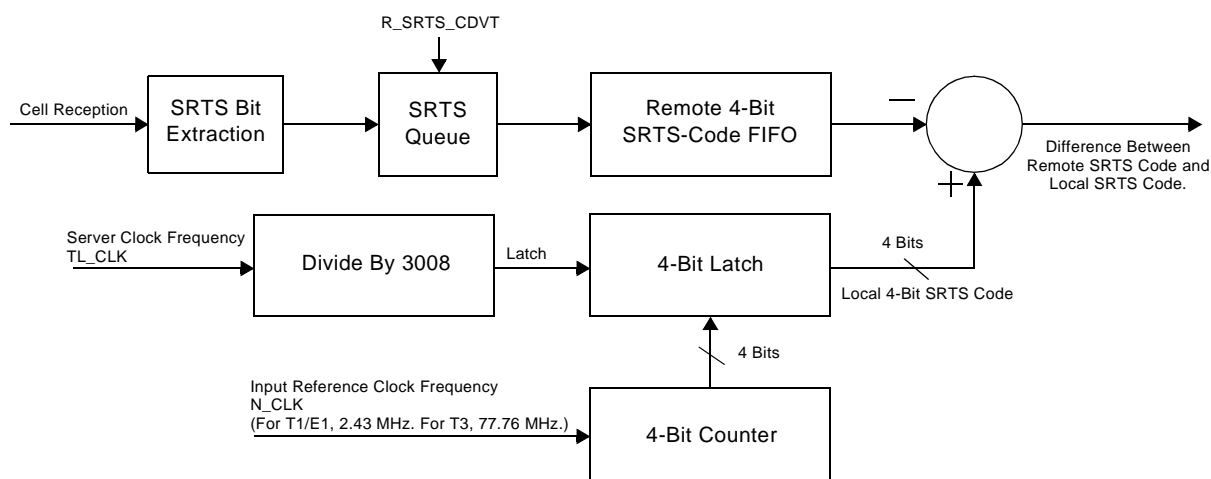 R_SRTS_CDVT
Cell Reception
SRTS Bit
Extraction
SRTS
Queue
Remote 4-Bit
SRTS-Code FIFO
—
+
Difference Between
Remote SRTS Code and
Local SRTS Code.
Server Clock Frequency
TL_CLK
Divide By 3008
Latch
4-Bit Latch
4 Bits
Local 4-Bit SRTS Code
4 Bits
Input Reference Clock Frequency
N_CLK
(For T1/E1, 2.43 MHz. For T3, 77.76 MHz.)
4-Bit Counter